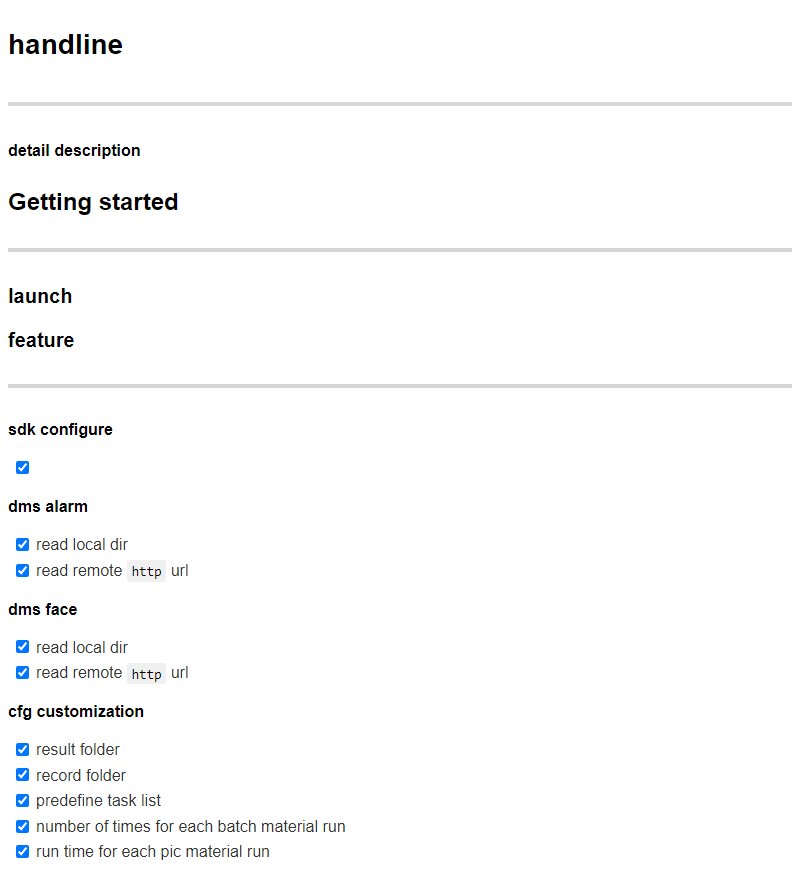 handline
detail description
Getting started
launch
feature
sdk configure
dms alarm
read local dir
read remote http url
dms face
read local dir
read remote http url
cfg customization
result folder
record folder
predefine task list
number of times for each batch material run
run time for each pic material run